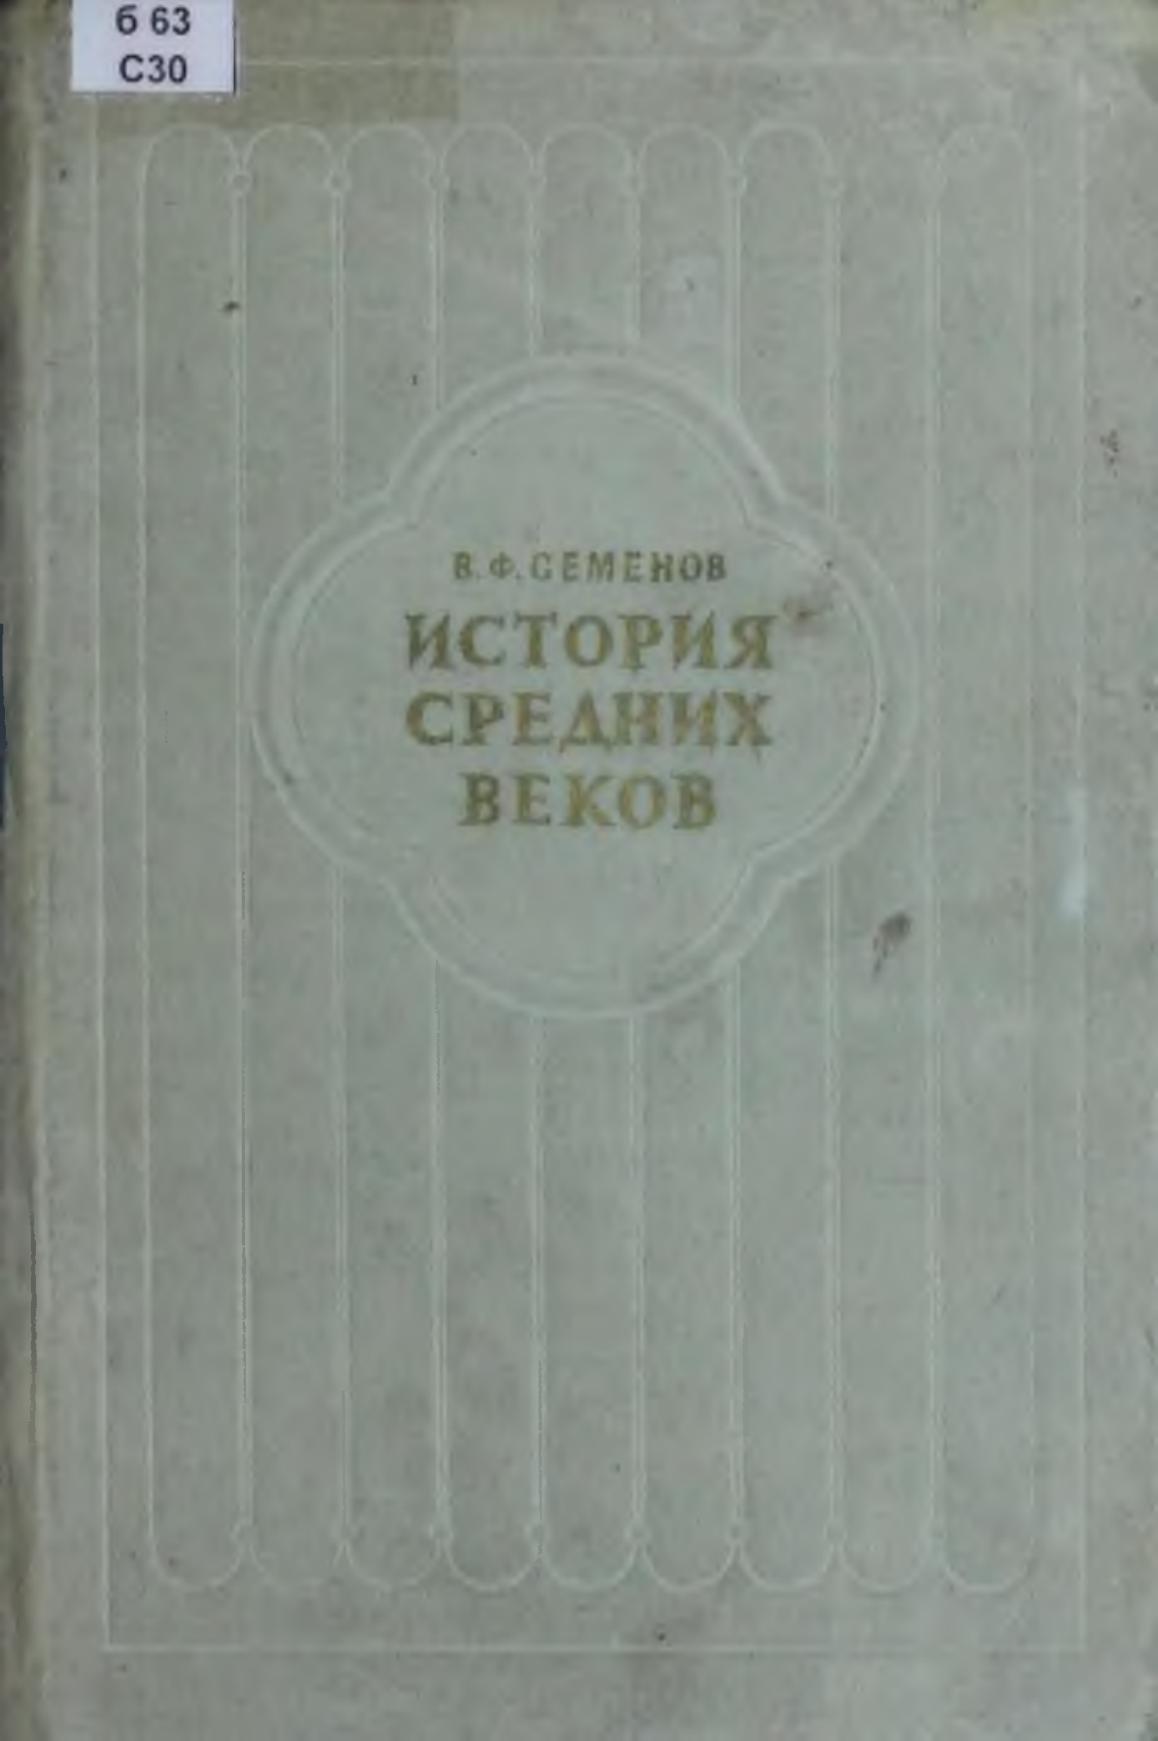 б 63
С30
В. Ф. СЕМЕНОВ
ИСТОРИЯ
СРЕДНИХ
ВЕКОВ